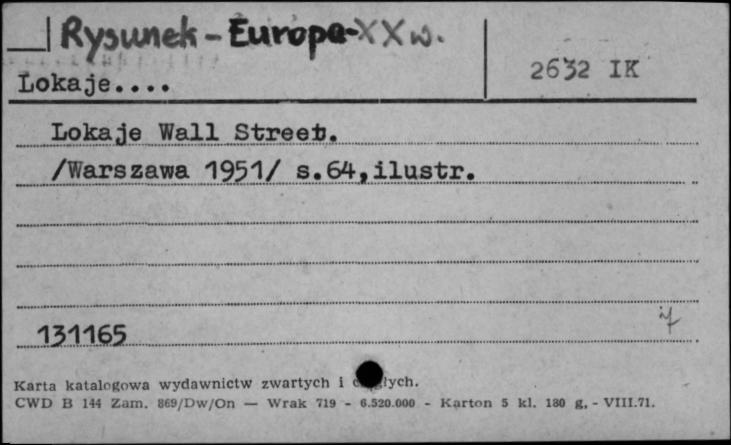 Rysunek - Europa - XX w.
2632 IK
Lokaje....
Lokaje Wall Street.
/Warszawa 1951/ s.64,ilustr.
131165
Karta katalogowa wydawnictw zwartych i
CWD B 144 Zam. 869/Dw/On — Wrak 719 - 6.520.000 - Karton 5 kl. 180 g. - VIII.71.